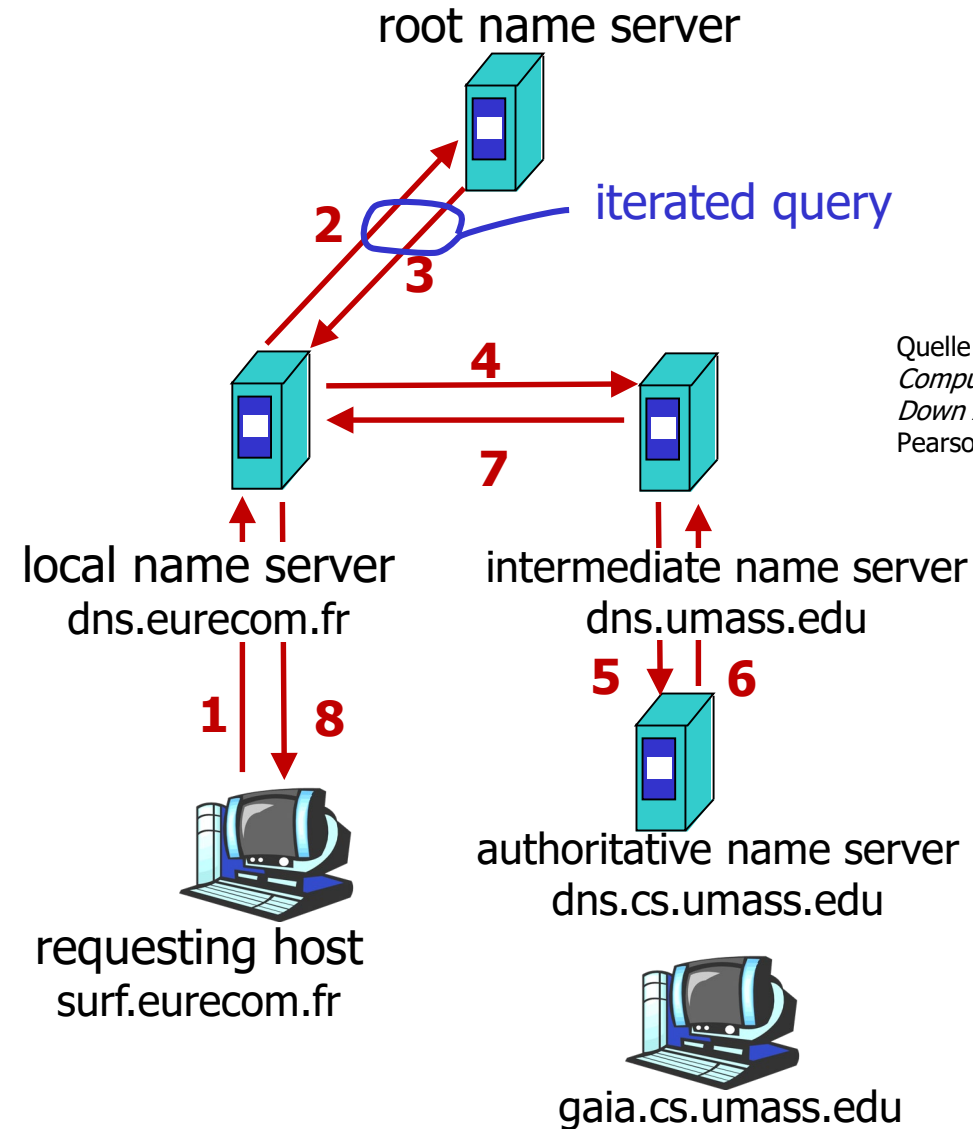 root name server
iterated query
2
3
4
Quelle
Compu
Down
Pearso
7
local name server
dns.eurecom.fr
intermediate name server
dns.umass.edu
5
6
1
8
authoritative name server
dns.cs.umass.edu
requesting host
surf.eurecom.fr
gaia.cs.umass.edu